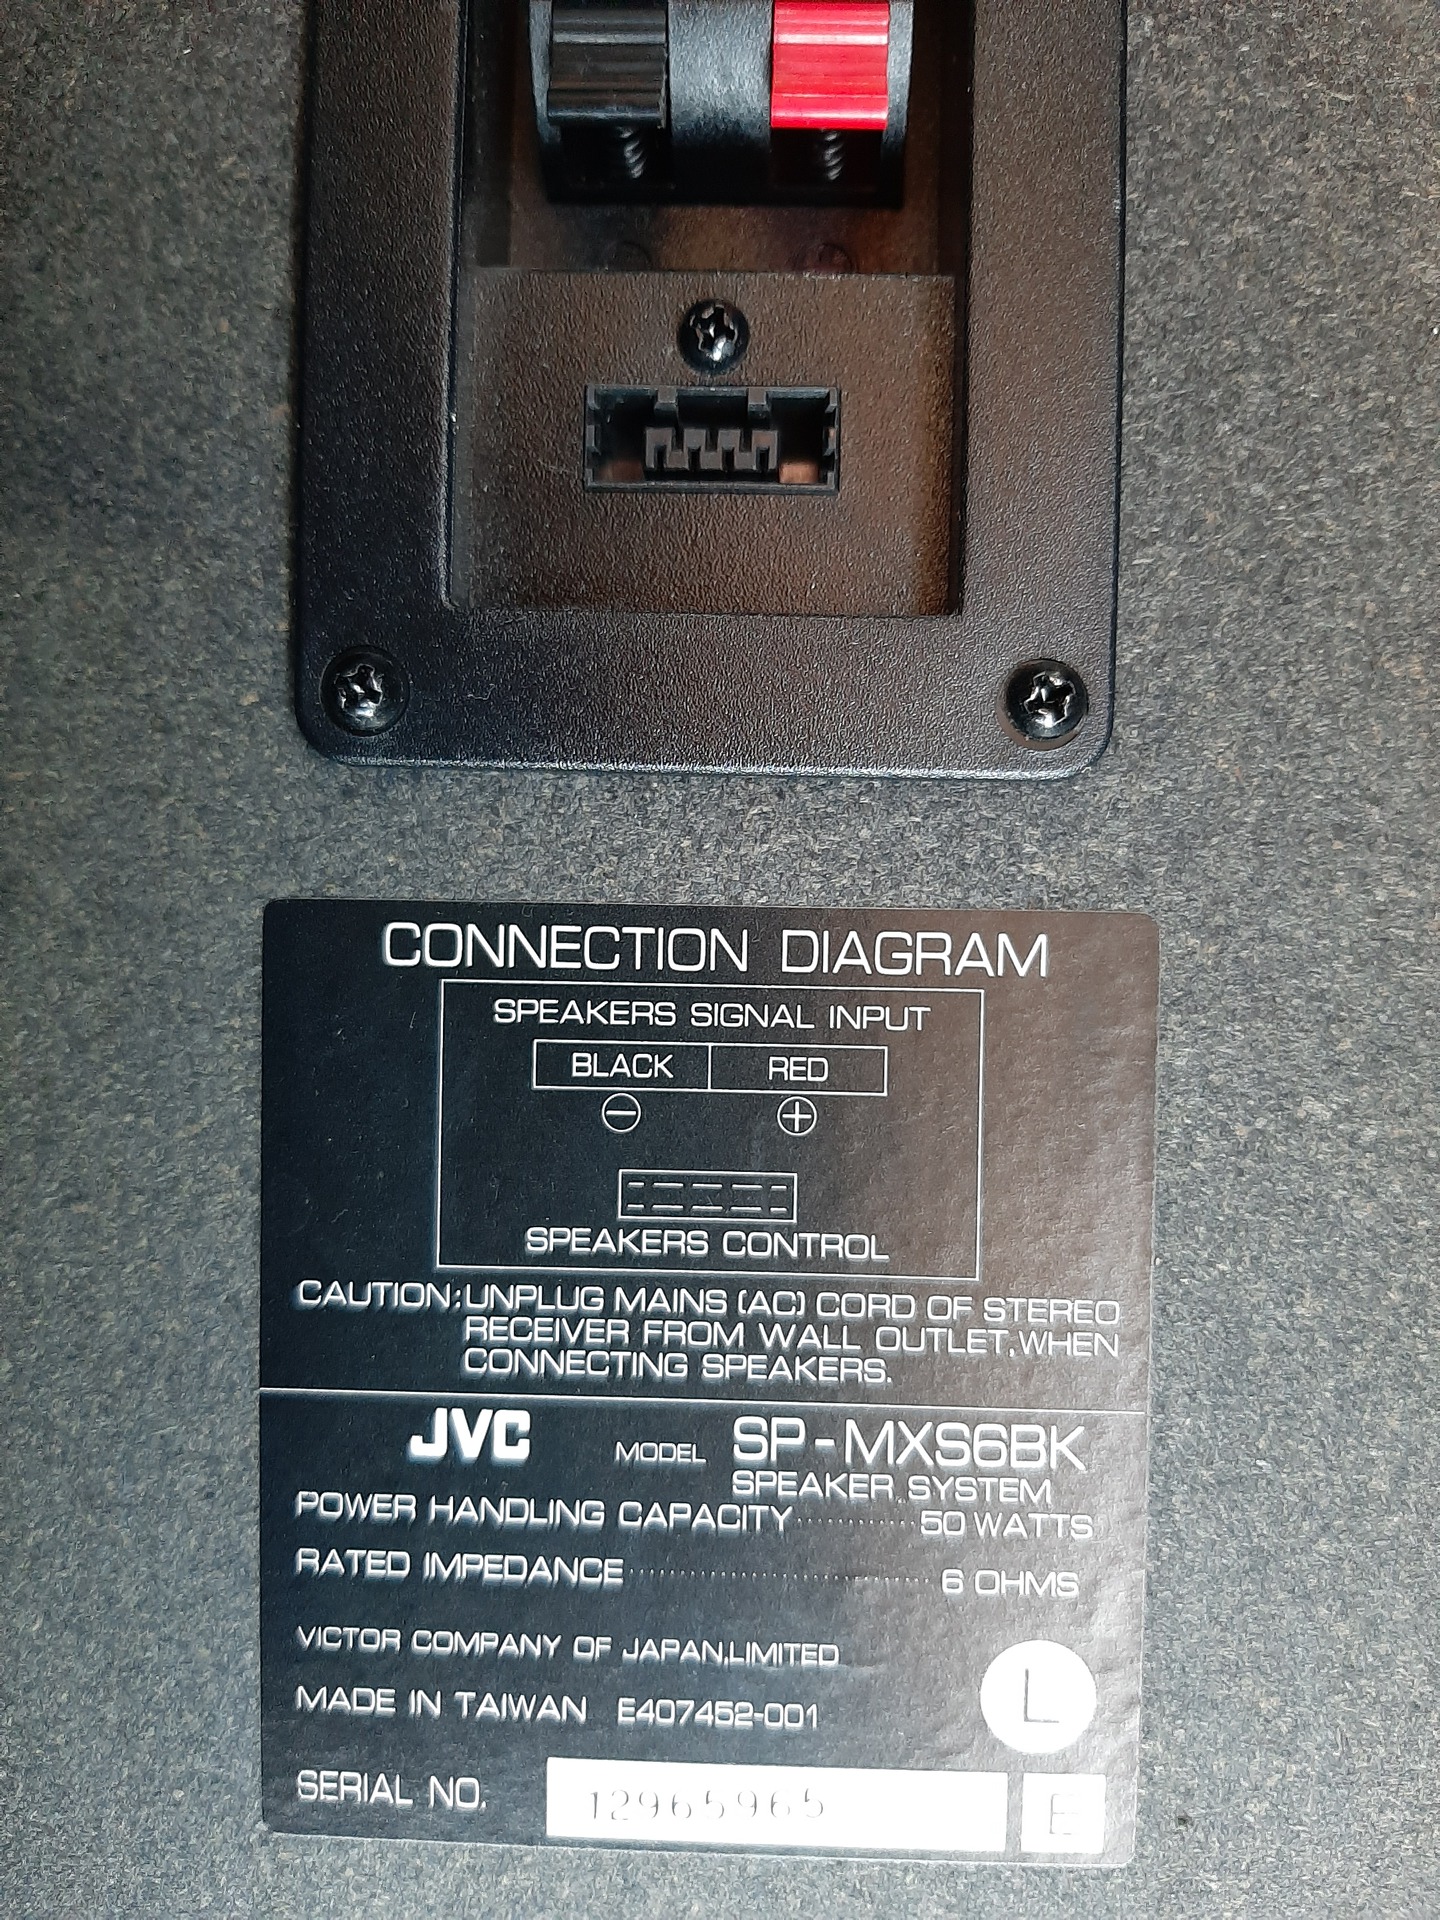 CONNECTION DIAGRAM
SPEAKERS SIGNAL INPUT
BLACK RED
⊖ ⊕
SPEAKERS CONTROL
CAUTION:UNPLUG MAINS (AC) CORD OF STEREO
RECEIVER FROM WALL OUTLET,WHEN
CONNECTING SPEAKERS.
JVC MODEL SP-MXS6BK
SPEAKER SYSTEM
POWER HANDLING CAPACITY··········50 WATTS
RATED IMPEDANCE·························6 OHMS
VICTOR COMPANY OF JAPAN,LIMITED
MADE IN TAIWAN E407452-001
L
SERIAL NO. 12965965 E